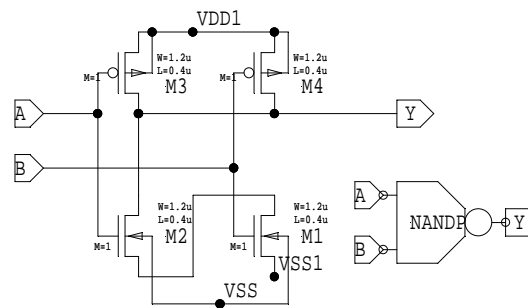 VDD1
W=1.2u
L=0.4u
M=1
M3
W=1.2u
L=0.4u
M=1
M4
A
Y
B
W=1.2u
L=0.4u
M=1
M2
W=1.2u
L=0.4u
M=1
M1
VSS1
VSS
A
B
NANDP
Y